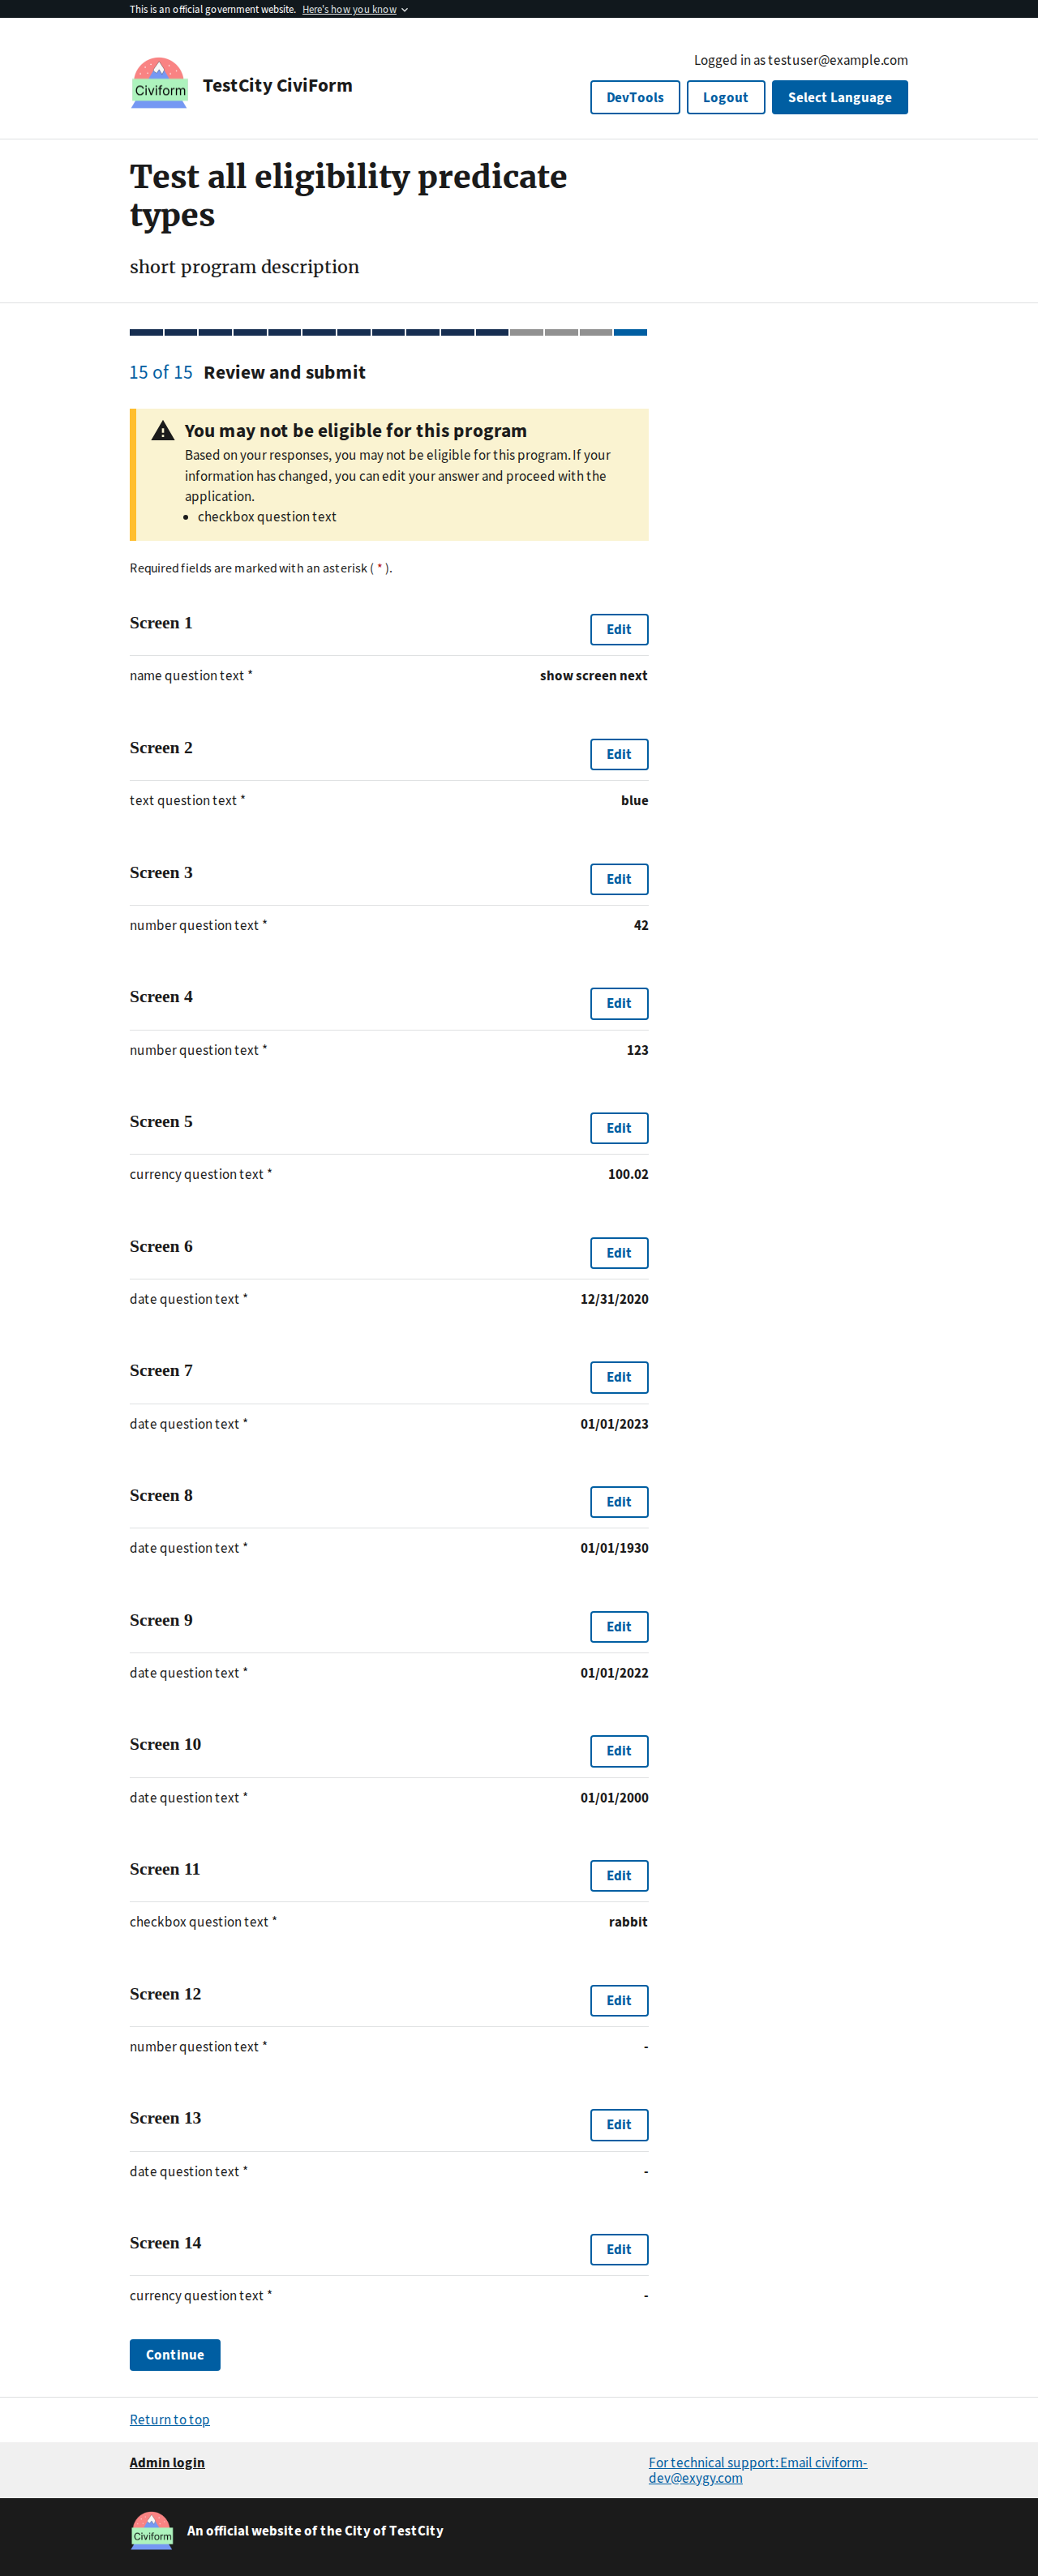 This is an official government website. Here's how you know
Logged in as testuser@example.com
Civiform
TestCity CiviForm
DevTools
Logout
Select Language
Test all eligibility predicate
types
short program description
15 of 15 Review and submit
You may not be eligible for this program
Based on your responses, you may not be eligible for this program. If your
information has changed, you can edit your answer and proceed with the
application.
• checkbox question text
Required fields are marked with an asterisk ( * ).
Screen 1
Edit
name question text *
show screen next
Screen 2
Edit
text question text *
blue
Screen 3
Edit
number question text *
42
Screen 4
Edit
number question text *
123
Screen 5
Edit
currency question text *
100.02
Screen 6
Edit
date question text *
12/31/2020
Screen 7
Edit
date question text *
01/01/2023
Screen 8
Edit
date question text *
01/01/1930
Screen 9
Edit
date question text *
01/01/2022
Screen 10
Edit
date question text *
01/01/2000
Screen 11
Edit
checkbox question text *
rabbit
Screen 12
Edit
number question text *
-
Screen 13
Edit
date question text *
-
Screen 14
Edit
currency question text *
-
Continue
Return to top
Admin login
For technical support: Email civiform-
dev@exygy.com
Civiform
An official website of the City of TestCity